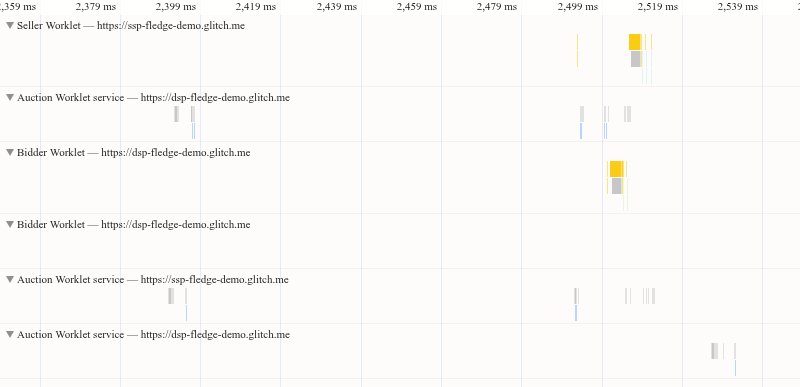 2,359 ms 2,379 ms 2,399 ms 2,419 ms 2,439 ms 2,459 ms 2,479 ms 2,499 ms 2,519 ms 2,539 ms
Seller Worklet — https://ssp-fledge-demo.glitch.me
Auction Worklet service — https://dsp-fledge-demo.glitch.me
Bidder Worklet — https://dsp-fledge-demo.glitch.me
Bidder Worklet — https://dsp-fledge-demo.glitch.me
Auction Worklet service — https://ssp-fledge-demo.glitch.me
Auction Worklet service — https://dsp-fledge-demo.glitch.me